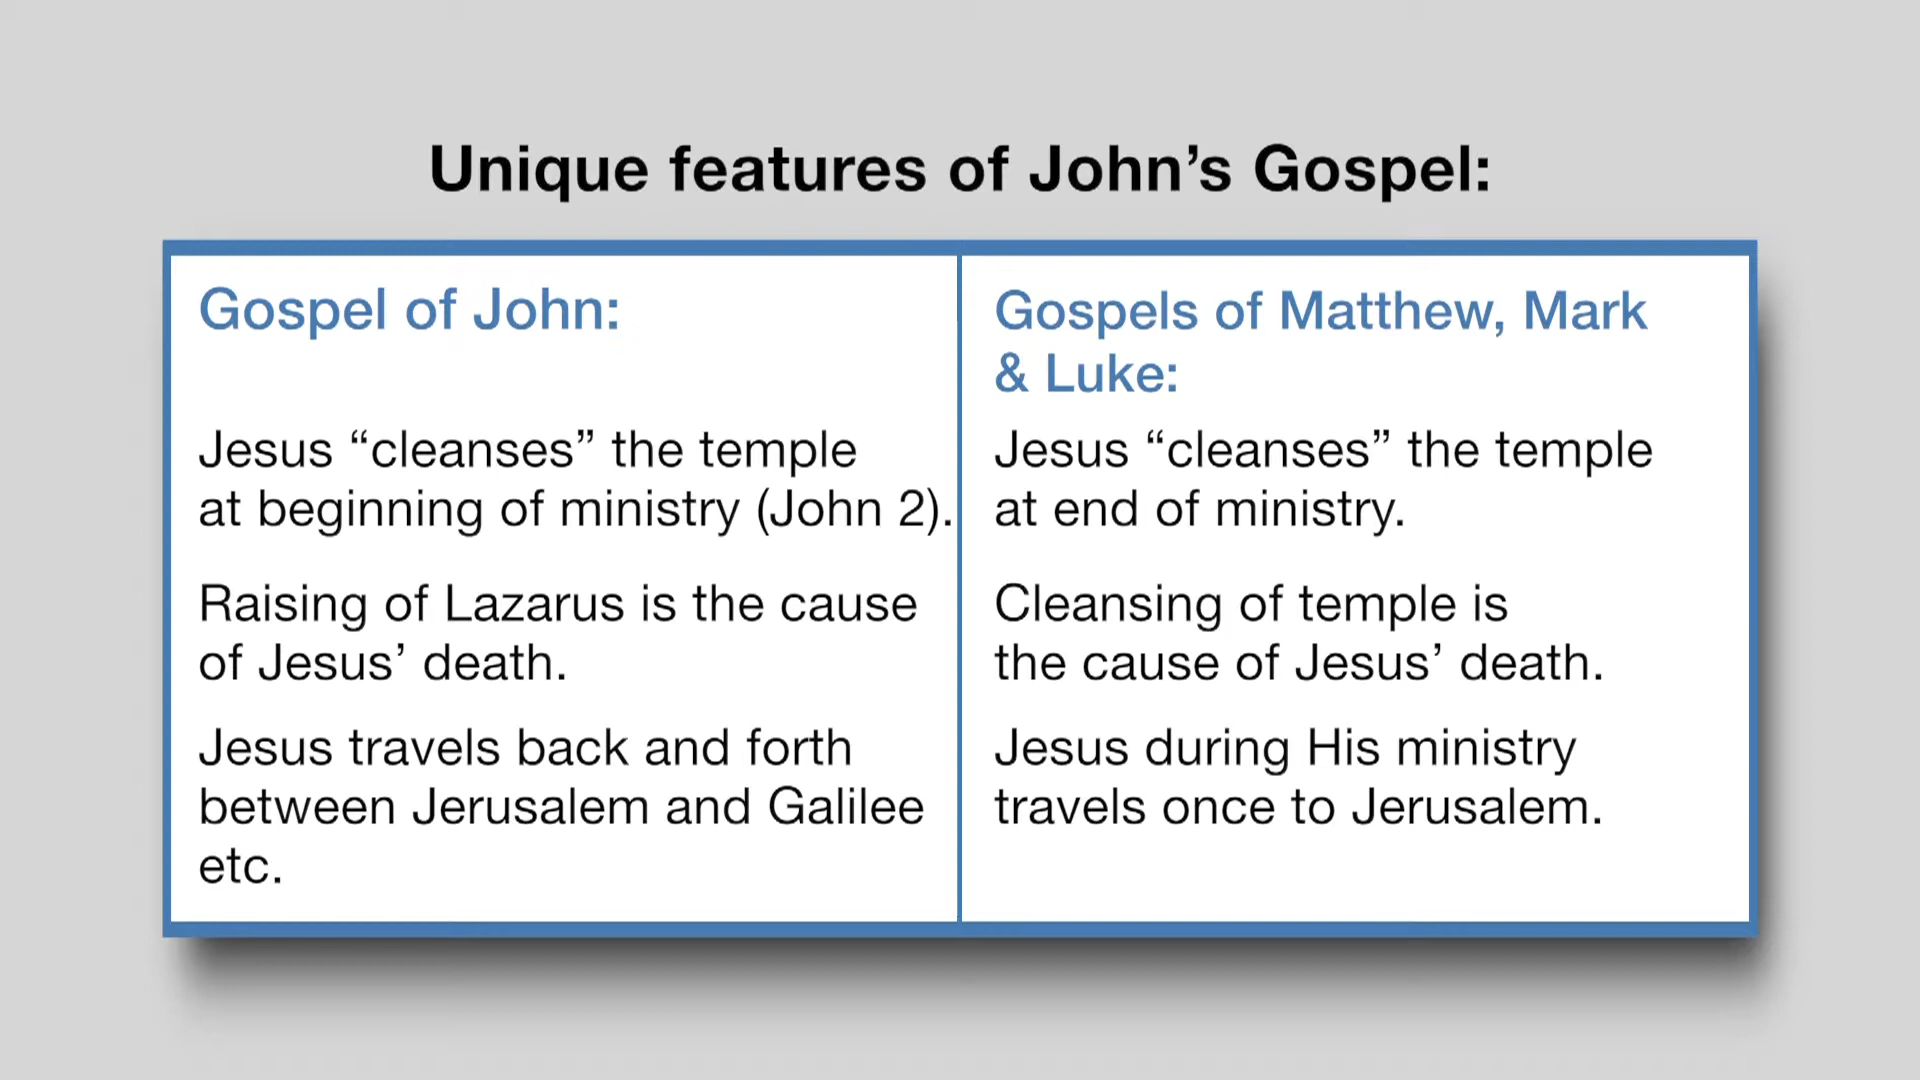 Unique features of John’s Gospel:
Gospel of John:
Jesus “cleanses” the temple
at beginning of ministry (John 2).
Raising of Lazarus is the cause
of Jesus’ death.
Jesus travels back and forth
between Jerusalem and Galilee
etc.
Gospels of Matthew, Mark
& Luke:
Jesus “cleanses” the temple
at end of ministry.
Cleansing of temple is
the cause of Jesus’ death.
Jesus during His ministry
travels once to Jerusalem.